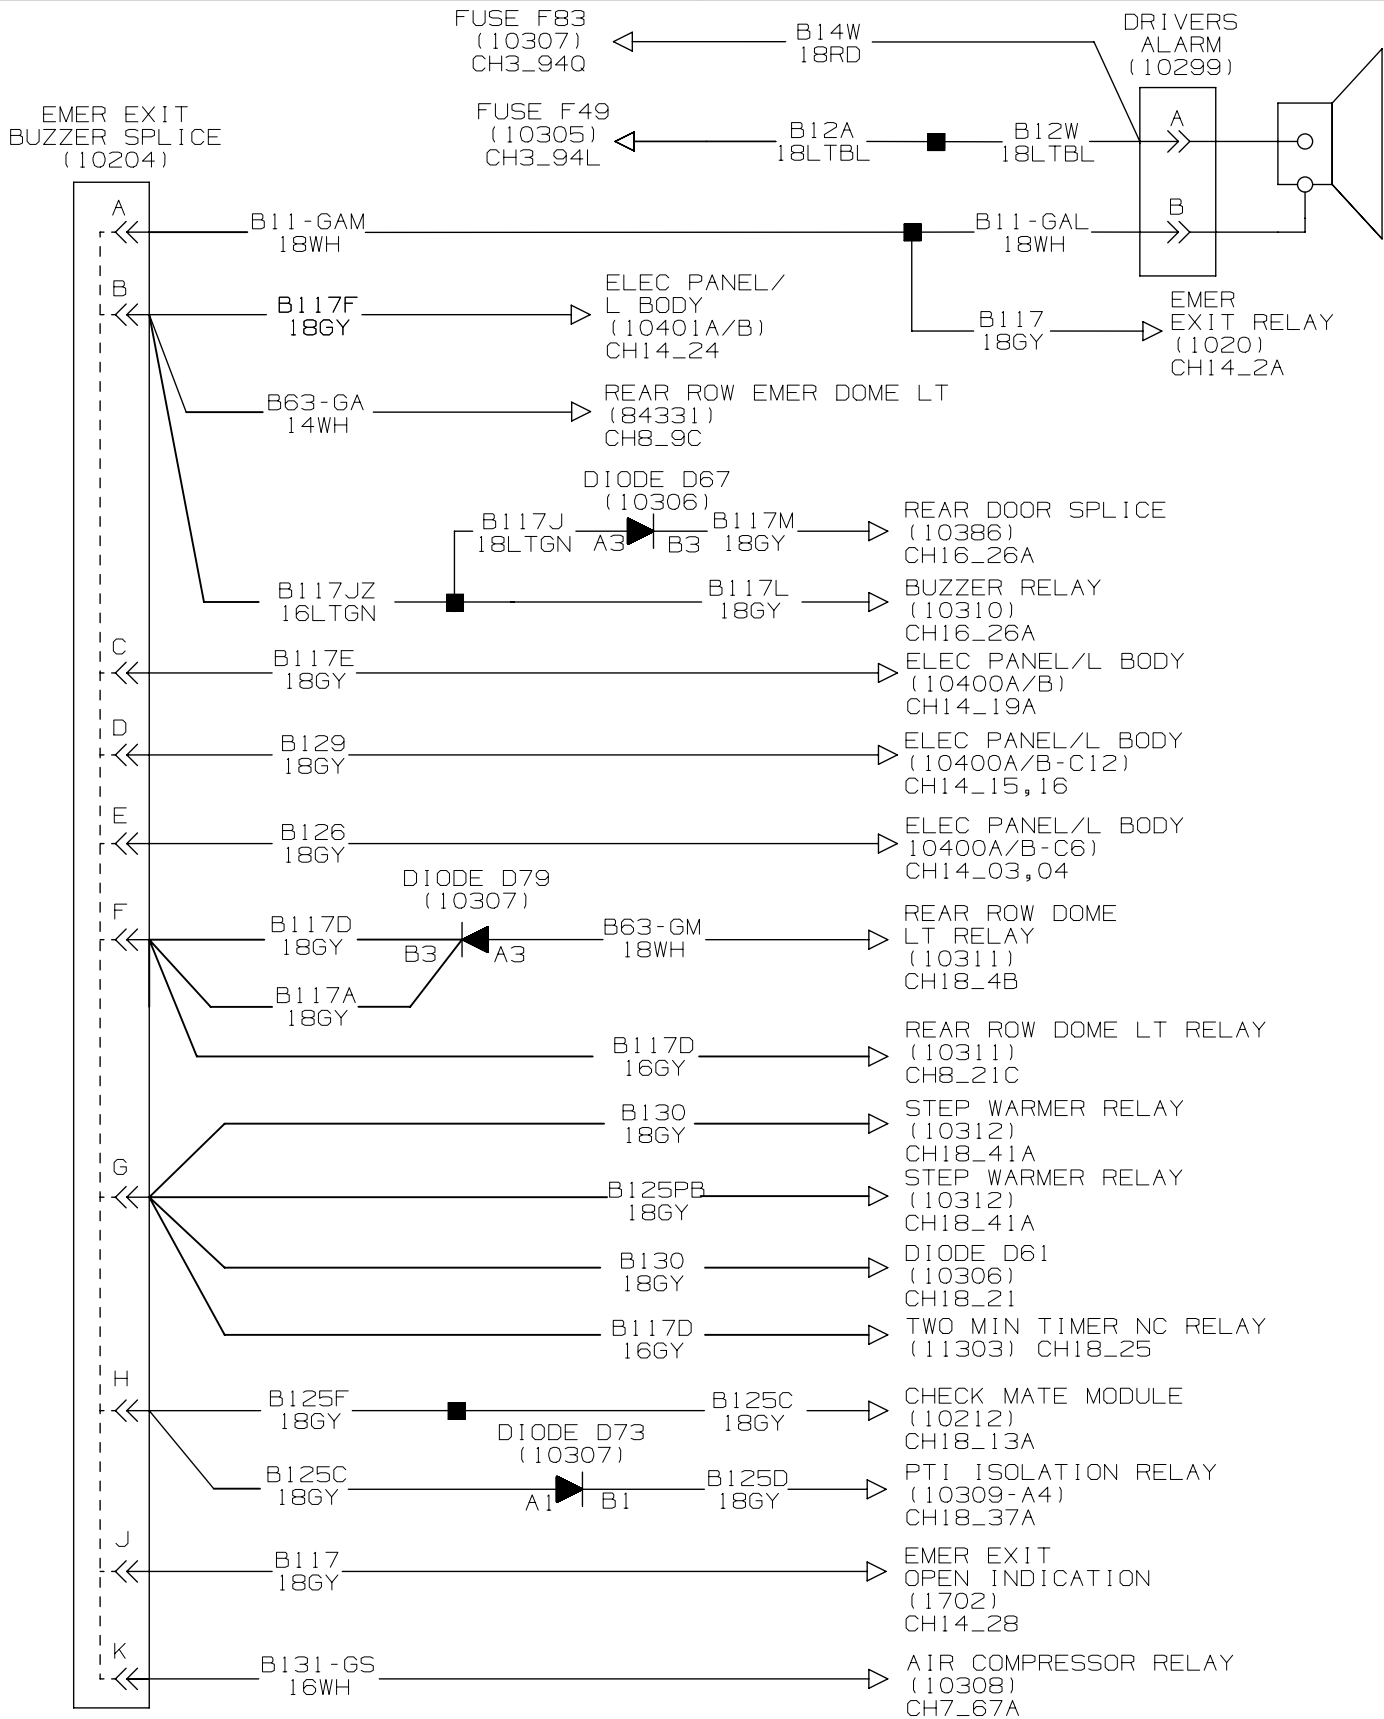 FUSE F83
(10307)
CH3_94Q
B14W
18RD
DRIVERS
ALARM
(10299)
EMER EXIT
BUZZER SPLICE
(10204)
FUSE F49
(10305)
CH3_94L
B12A
18LTBL
B12W
18LTBL
A
A
B11-GAM
18WH
B11-GAL
18WH
B
B
B117F
18GY
ELEC PANEL/
L BODY
(10401A/B)
CH14_24
B117
18GY
EMER
EXIT RELAY
(1020)
CH14_2A
B63-GA
14WH
REAR ROW EMER DOME LT
(84331)
CH8_9C
DIODE D67
(10306)
B117J
18LTGN
A3
B3
B117M
18GY
REAR DOOR SPLICE
(10386)
CH16_26A
B117JZ
16LTGN
B117L
18GY
BUZZER RELAY
(10310)
CH16_26A
C
B117E
18GY
ELEC PANEL/L BODY
(10400A/B)
CH14_19A
D
B129
18GY
ELEC PANEL/L BODY
(10400A/B-C12)
CH14_15,16
E
B126
18GY
ELEC PANEL/L BODY
10400A/B-C6)
CH14_03,04
DIODE D79
(10307)
F
B117D
18GY
B3
A3
B63-GM
18WH
REAR ROW DOME
LT RELAY
(10311)
CH18_4B
B117A
18GY
B117D
16GY
REAR ROW DOME LT RELAY
(10311)
CH8_21C
B130
18GY
STEP WARMER RELAY
(10312)
CH18_41A
G
B125PB
18GY
STEP WARMER RELAY
(10312)
CH18_41A
B130
18GY
DIODE D61
(10306)
CH18_21
B117D
16GY
TWO MIN TIMER NC RELAY
(11303) CH18_25
H
B125F
18GY
B125C
18GY
CHECK MATE MODULE
(10212)
CH18_13A
DIODE D73
(10307)
B125C
18GY
A1
B1
B125D
18GY
PTI ISOLATION RELAY
(10309-A4)
CH18_37A
J
B117
18GY
EMER EXIT
OPEN INDICATION
(1702)
CH14_28
K
B131-GS
16WH
AIR COMPRESSOR RELAY
(10308)
CH7_67A